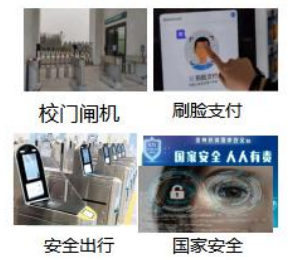 校门闸机
刷脸支付
国家安全 人人有责
安全出行
国家安全